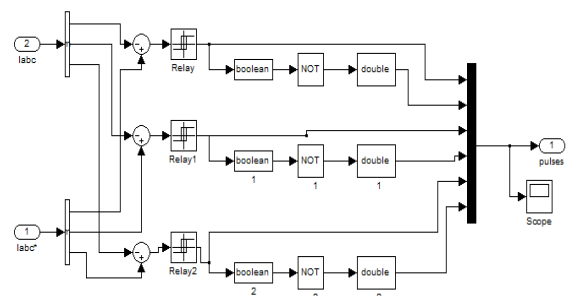 2
Iabc
Relay
boolean
NOT
double
Relay1
boolean
1
NOT
1
double
1
1
pulses
Scope
1
Iabc*
Relay2
boolean
2
NOT
double